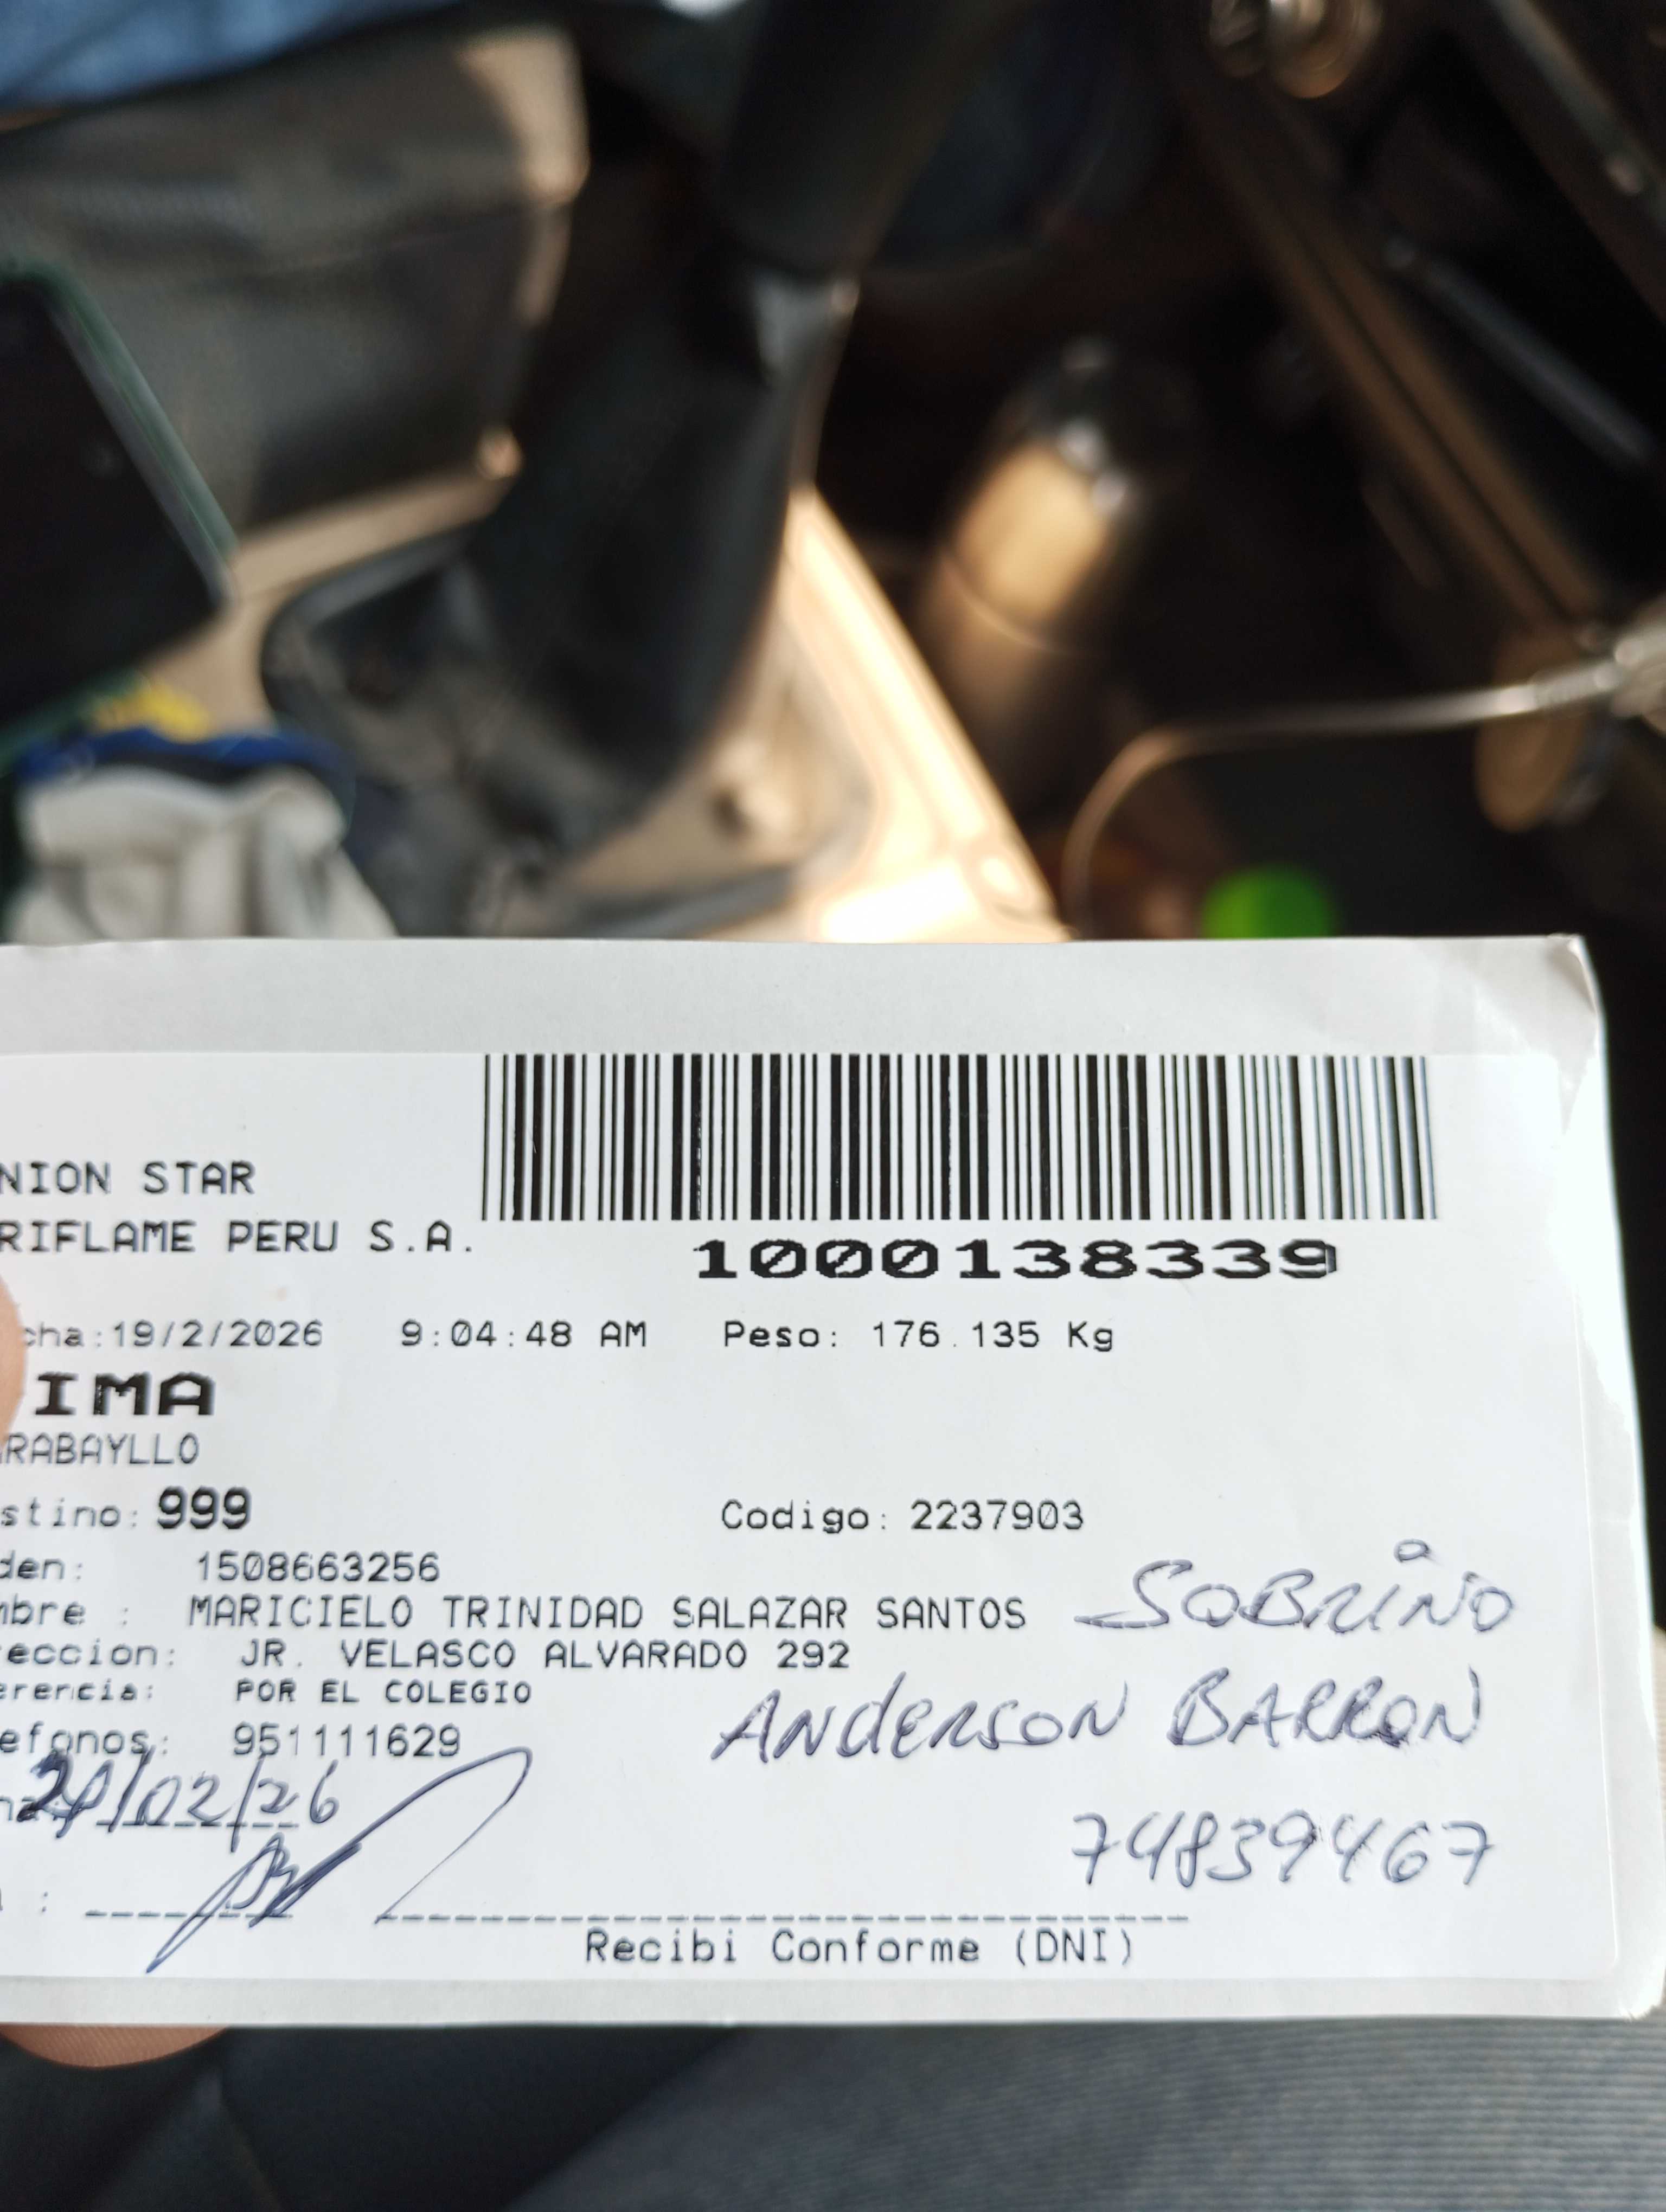 NION STAR
RIFLAME PERU S.A.
1000138339
cha:19/2/2026 9:04:48 AM Peso: 176.135 Kg
IMA
RABAYLLO
stino: 999 Codigo: 2237903
den: 1508663256
mbre : MARICIELO TRINIDAD SALAZAR SANTOS SOBRIÑO
eccion: JR. VELASCO ALVARADO 292
erencia: POR EL COLEGIO
ANDERSON BARRON
efonos: 951111629
/02/26
74839467
Recibi Conforme (DNI)